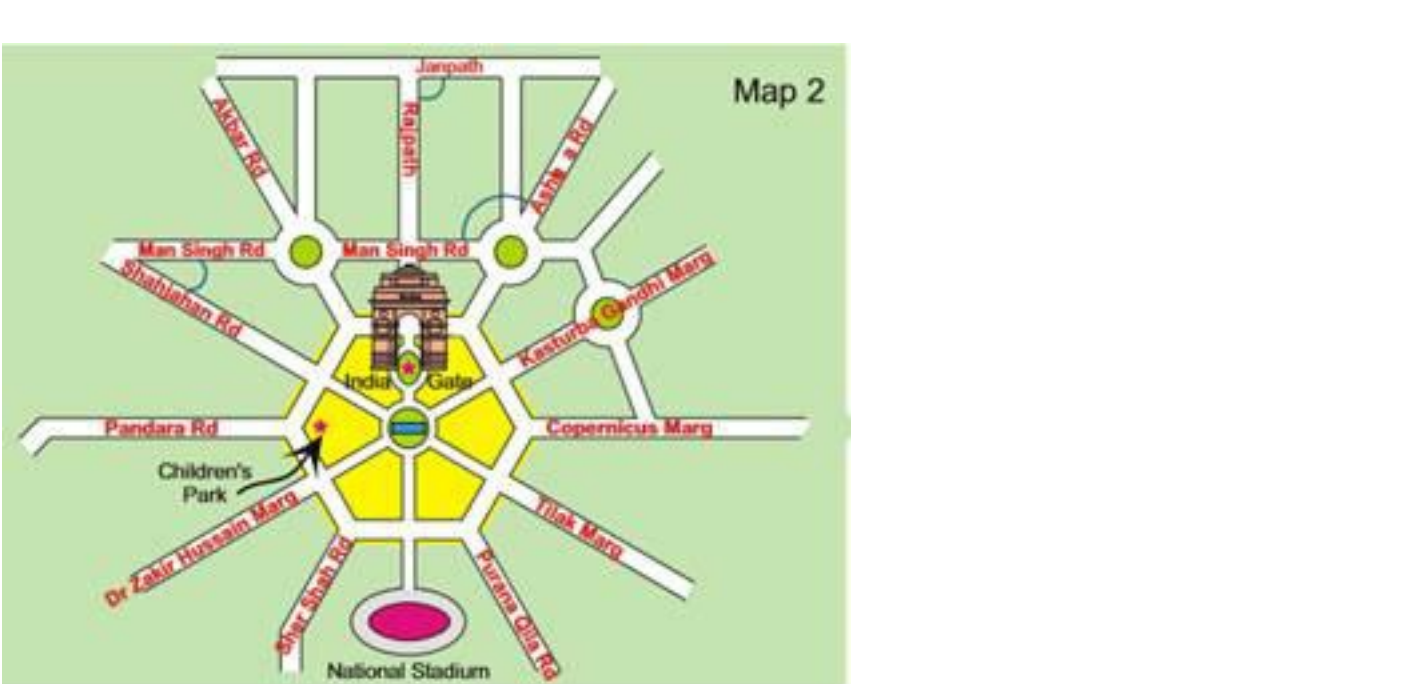 Janpath
Map 2
Akbar Rd
Rajpath
Man Singh Rd
Man Singh Rd
Shahjahan Rd
Kasturba Gandhi Marg
India Gate
Pandara Rd
Copernicus Marg
Children's
Park
Dr Zakir Hussain Marg
Tilak Marg
Sher Shah Rd
Purana Qila Rd
National Stadium